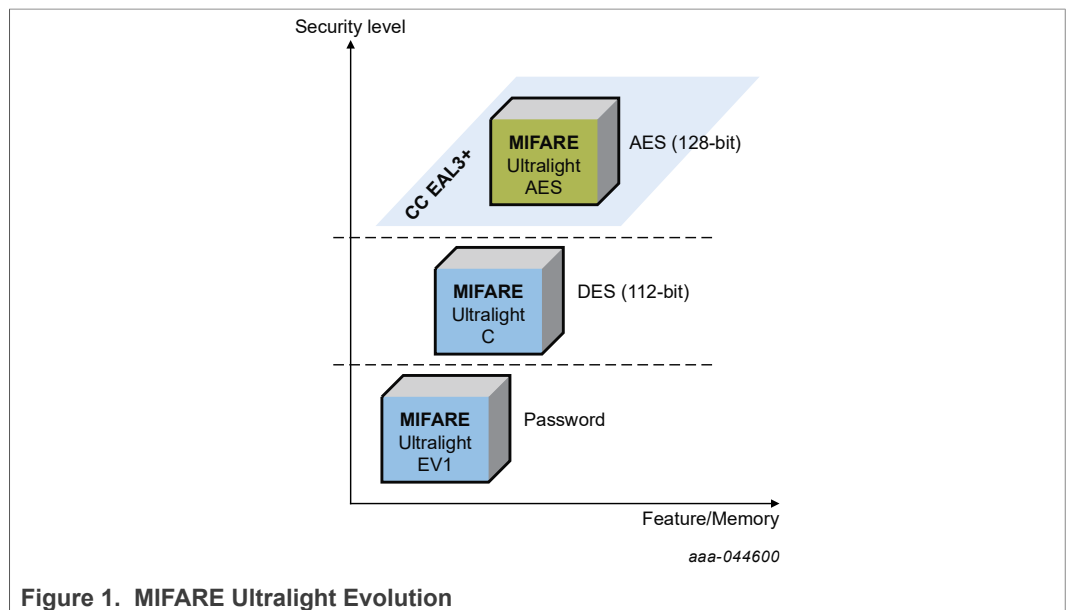 Security level
MIFARE
Ultralight
AES
AES (128-bit)
CC EAL3+
MIFARE
Ultralight
C
DES (112-bit)
MIFARE
Ultralight
EV1
Password
Feature/Memory
aaa-044600
Figure 1. MIFARE Ultralight Evolution